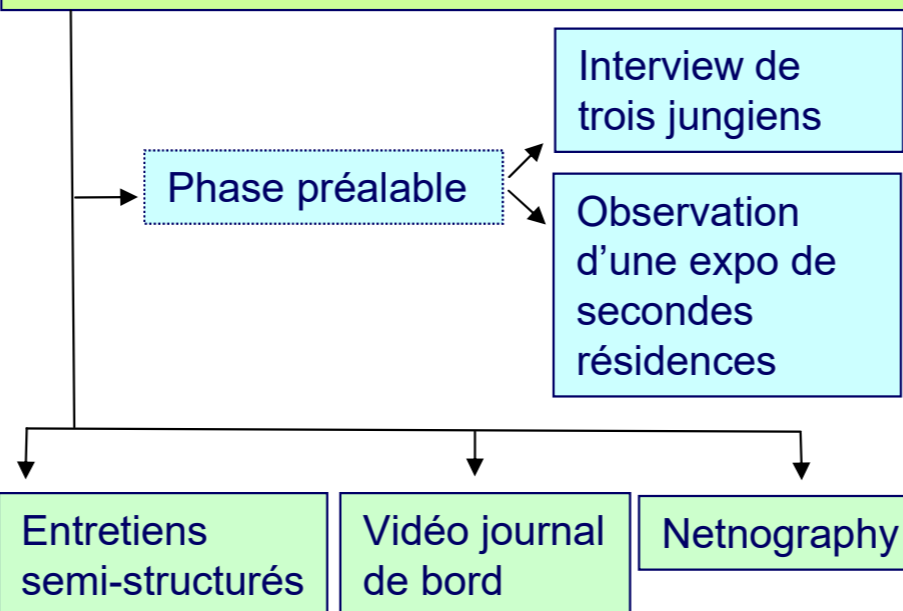 Interview de
trois jungiens
Phase préalable
Observation
d’une expo de
secondes
résidences
Entretiens
semi-structurés
Vidéo journal
de bord
Netnography